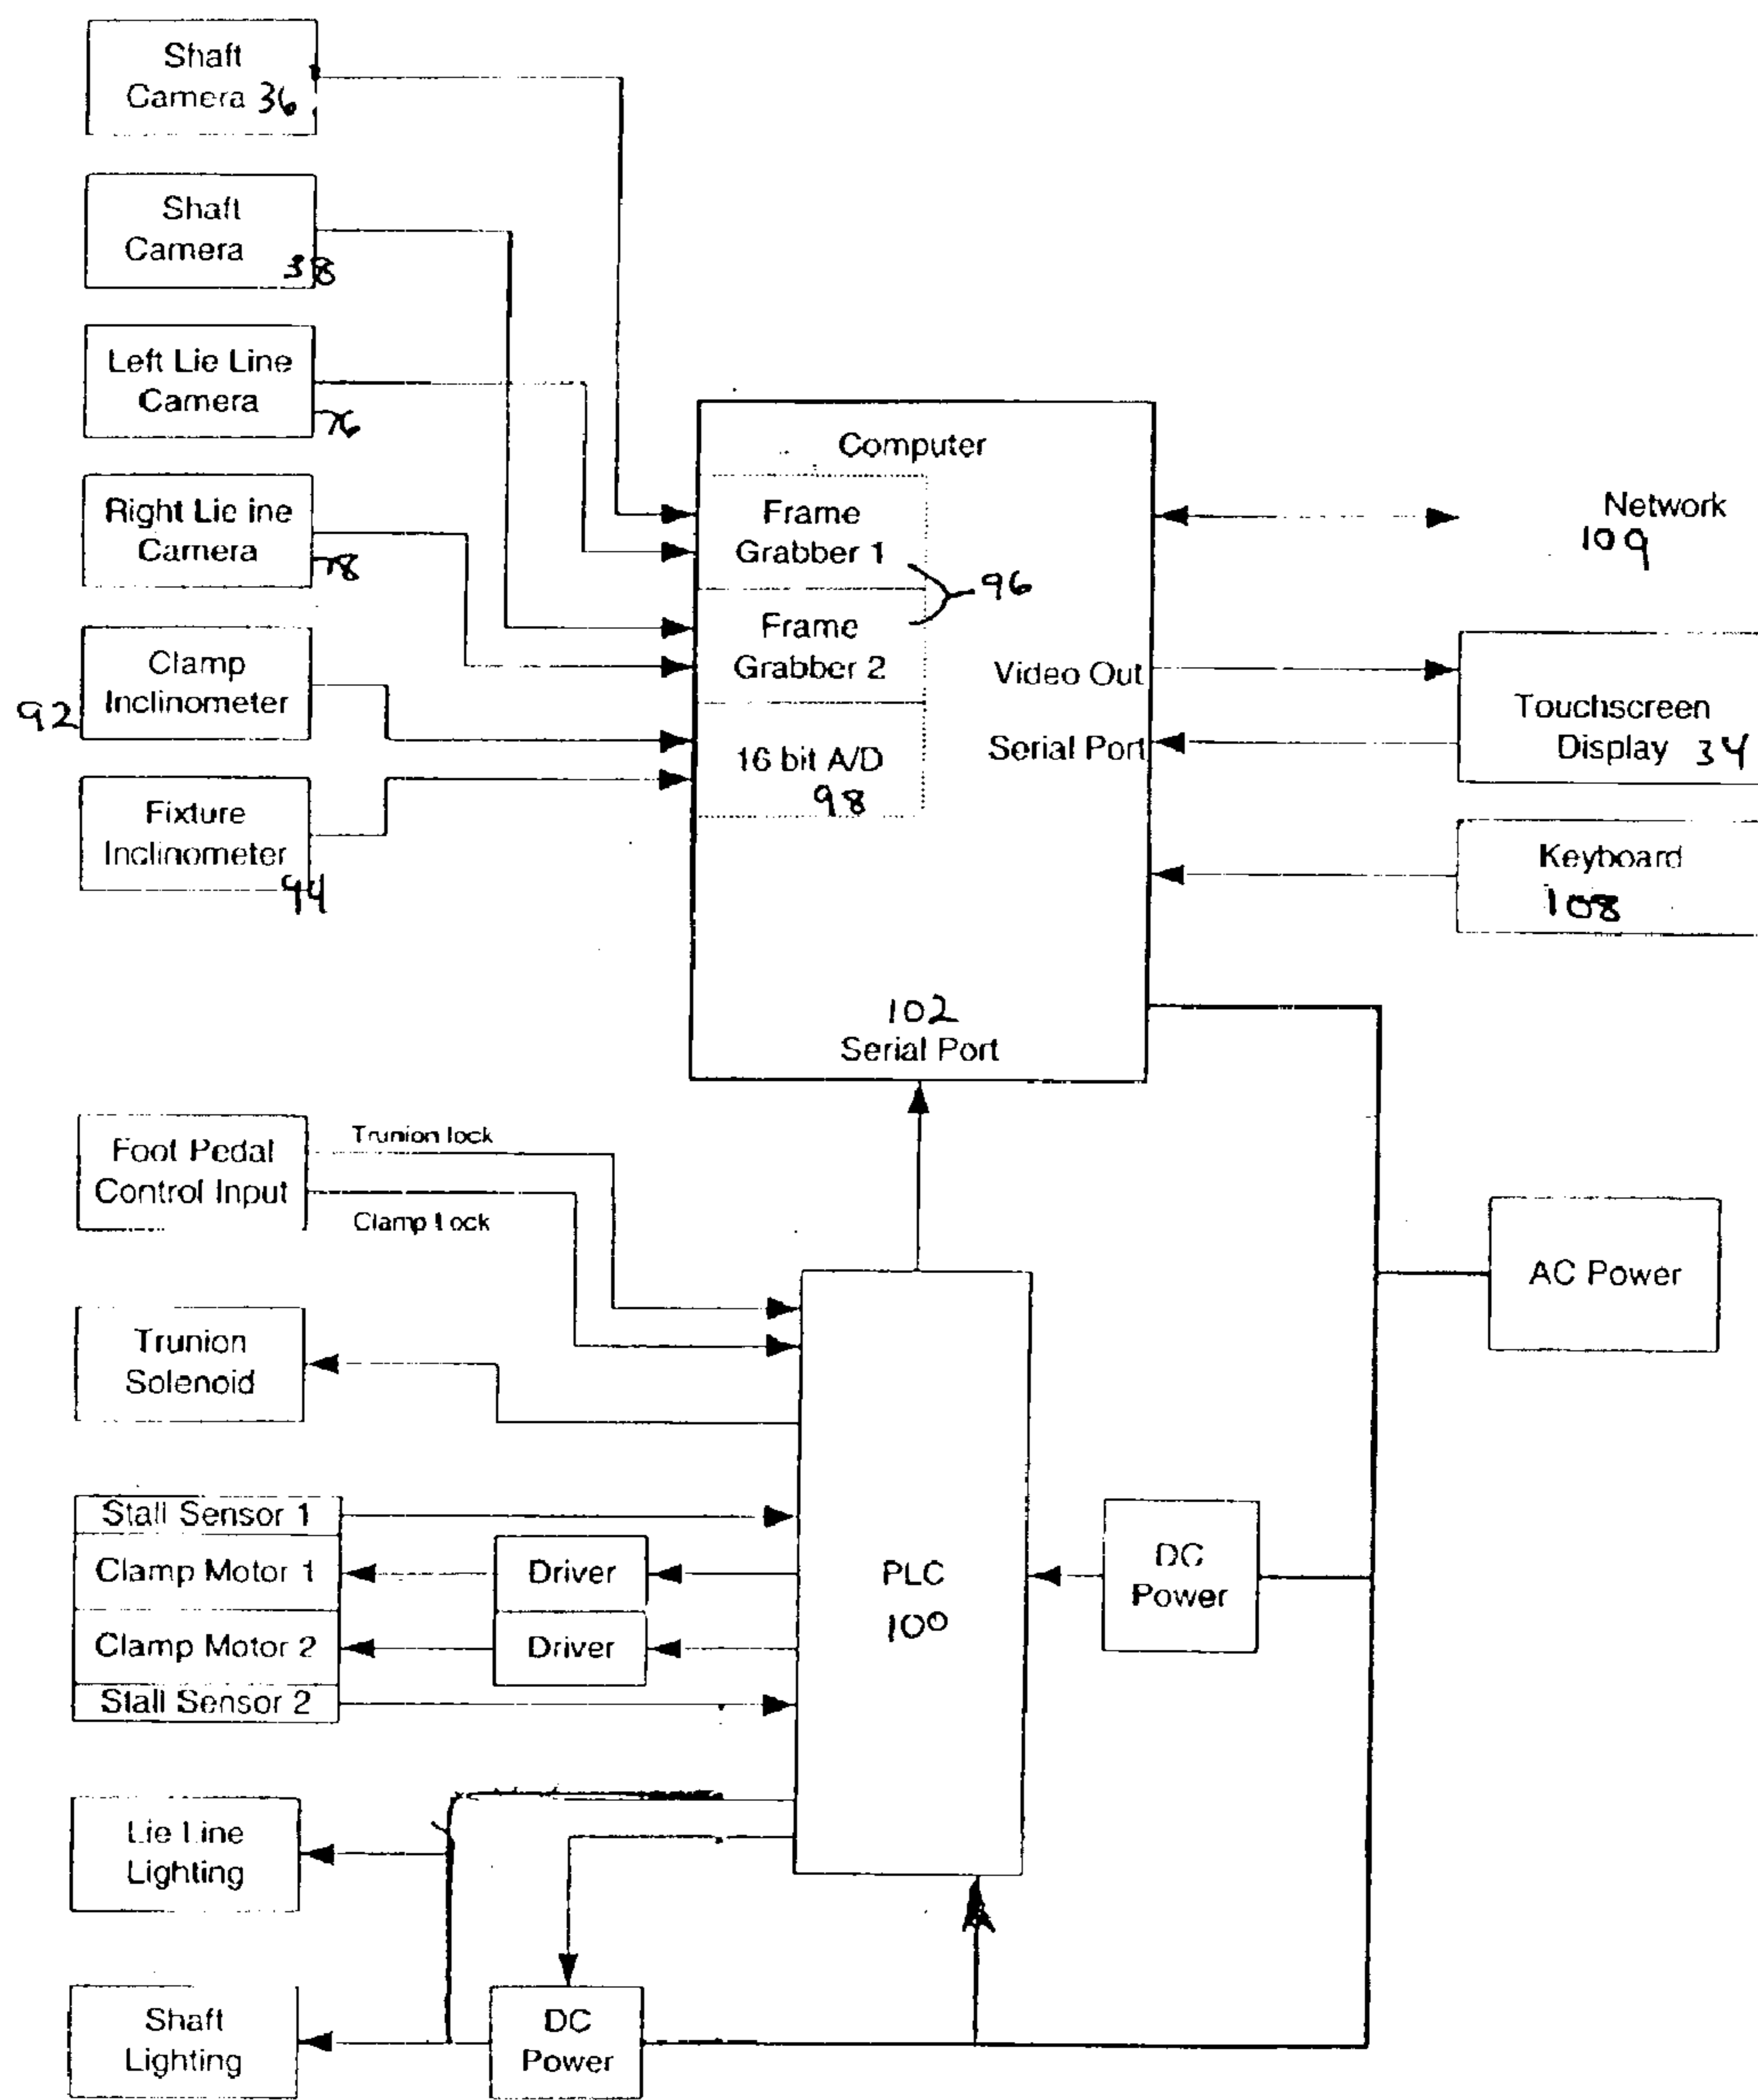 Shaft
Camera 36
Shaft
Camera 38
Left Lie Line
Camera
76
Right Lie ine
Camera
78
Clamp
Inclinometer
92
Fixture
Inclinometer
94
Computer
Frame
Grabber 1
96
Frame
Grabber 2
16 bit A/D
98
Video Out
Serial Port
102
Serial Port
Network
109
Touchscreen
Display 34
Keyboard
108
Foot Pedal
Control Input
Trunion lock
Clamp Lock
Trunion
Solenoid
AC Power
Stall Sensor 1
Clamp Motor 1
Driver
Clamp Motor 2
Driver
Stall Sensor 2
PLC
100
DC
Power
Lie Line
Lighting
Shaft
Lighting
DC
Power